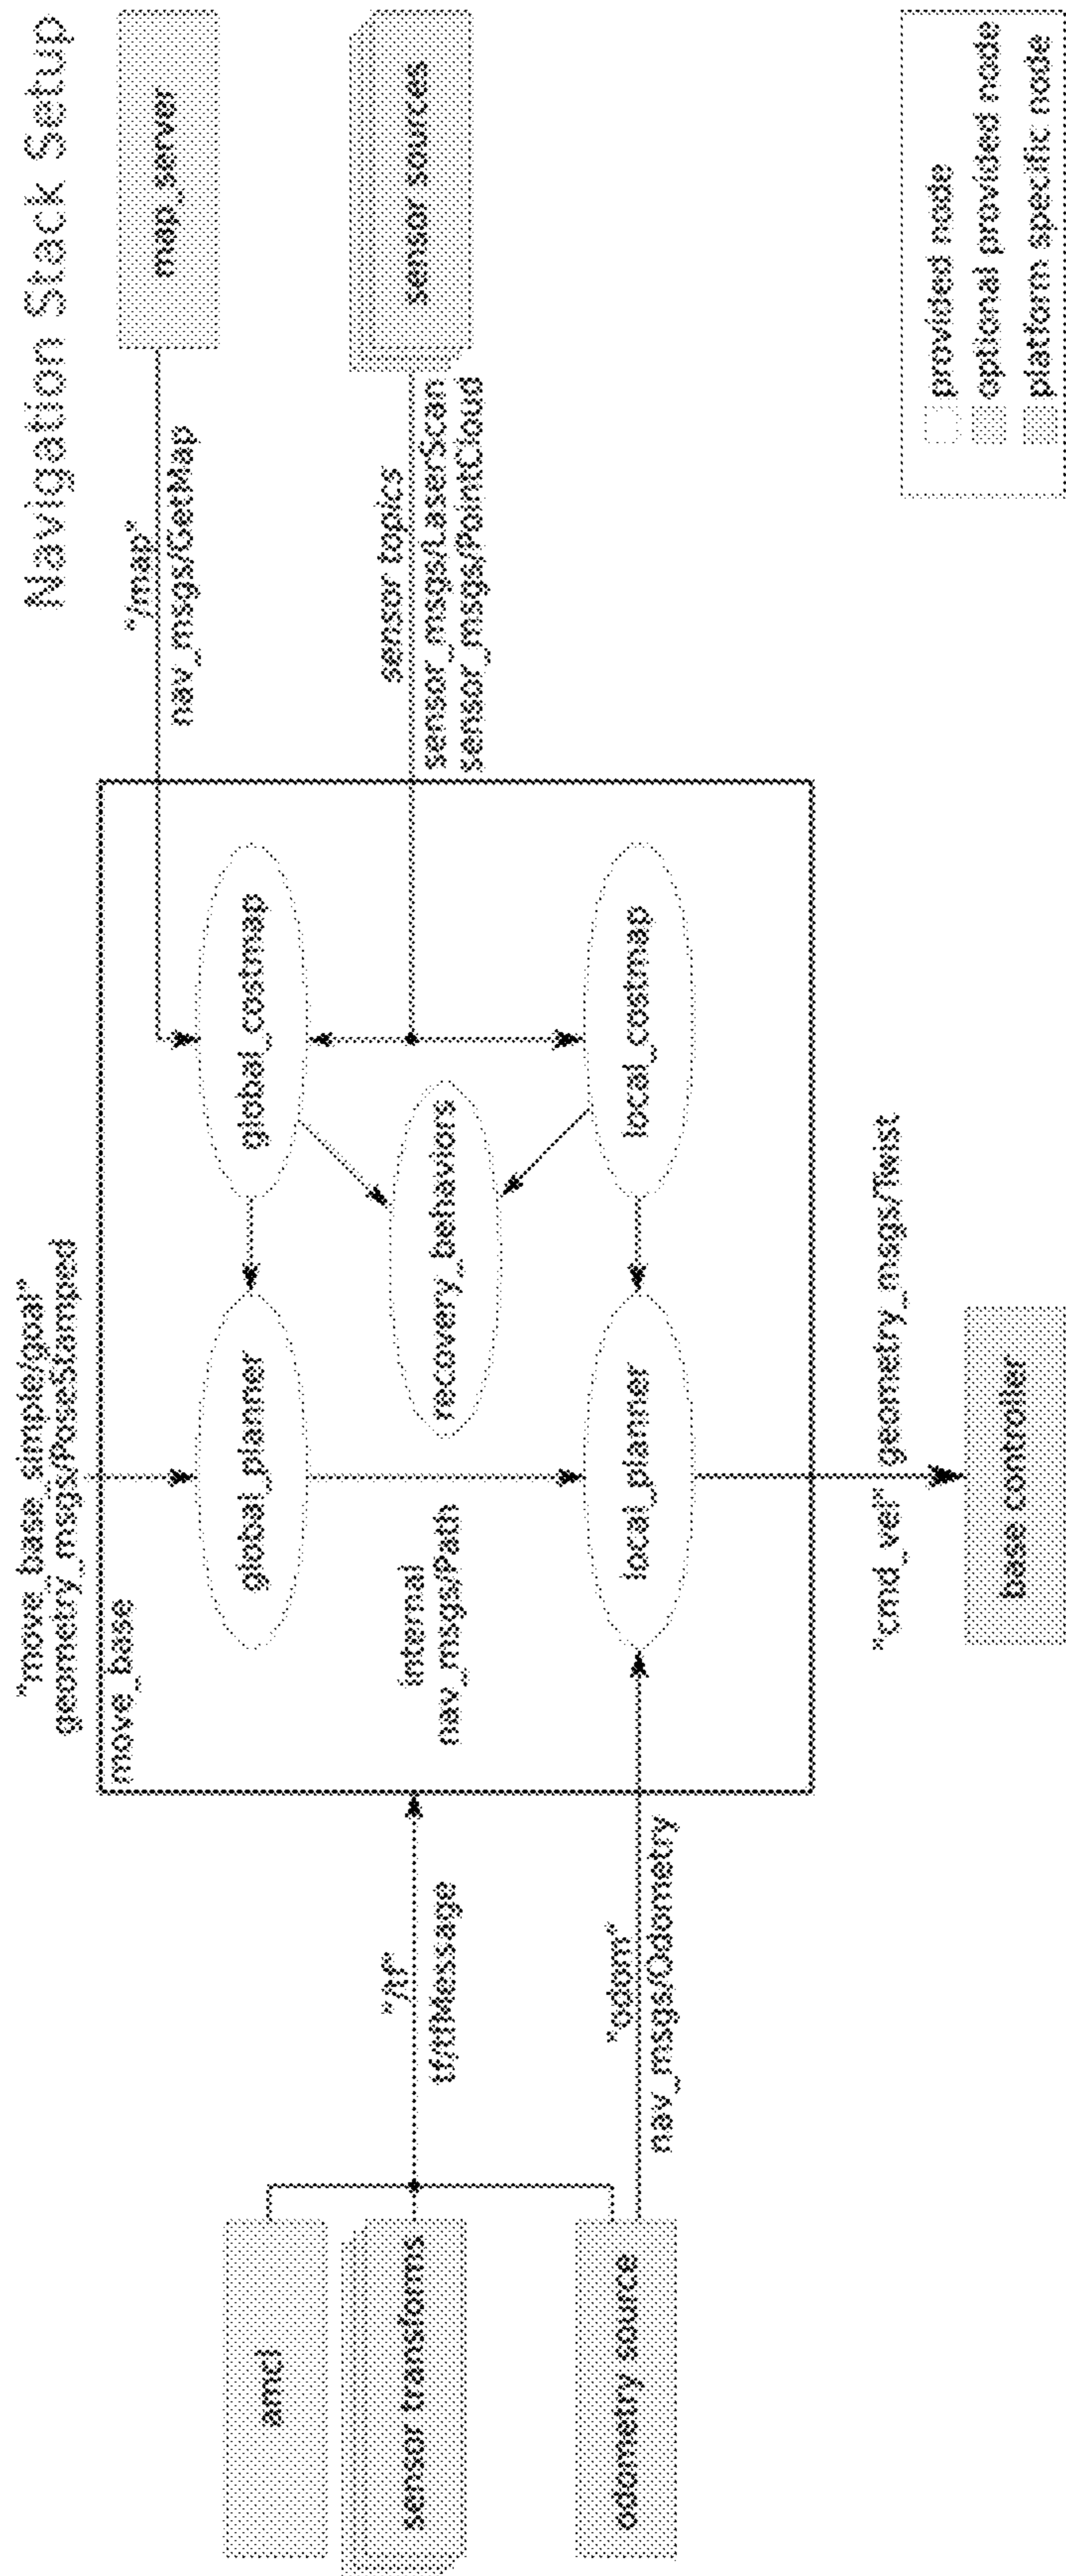 Navigation Stack Setup
"move_base_simple/goal"
geometry_msgs/PoseStamped
move_base
"/map"
nav_msgs/GetMap
map_server
amcl
"/tf"
tf/tfMessage
sensor transforms
global_planner
global_costmap
internal
nav_msgs/Path
recovery_behaviors
sensor topics
sensor_msgs/LaserScan
sensor_msgs/PointCloud
sensor sources
odometry source
"odom"
nav_msgs/Odometry
local_planner
local_costmap
"cmd_vel" geometry_msgs/Twist
base controller
provided node
optional provided node
platform specific node